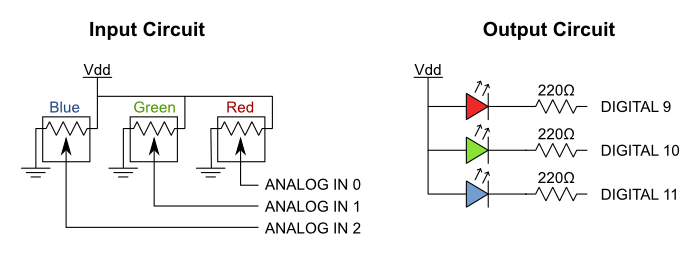 Input Circuit
Vdd
Blue
Green
Red
ANALOG IN 0
ANALOG IN 1
ANALOG IN 2
Output Circuit
Vdd
220Ω
DIGITAL 9
220Ω
DIGITAL 10
220Ω
DIGITAL 11